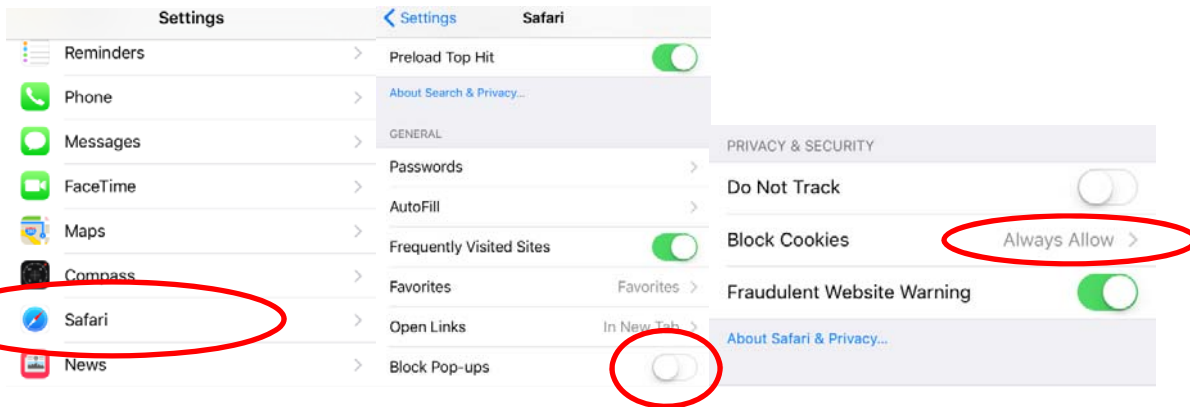 Settings
Reminders
Phone
Messages
FaceTime
Maps
Compass
Safari
News
Settings Safari
Preload Top Hit
About Search & Privacy...
GENERAL
Passwords
AutoFill
Frequently Visited Sites
Favorites Favorites
Open Links In New Tab
Block Pop-ups
PRIVACY & SECURITY
Do Not Track
Block Cookies Always Allow
Fraudulent Website Warning
About Safari & Privacy...